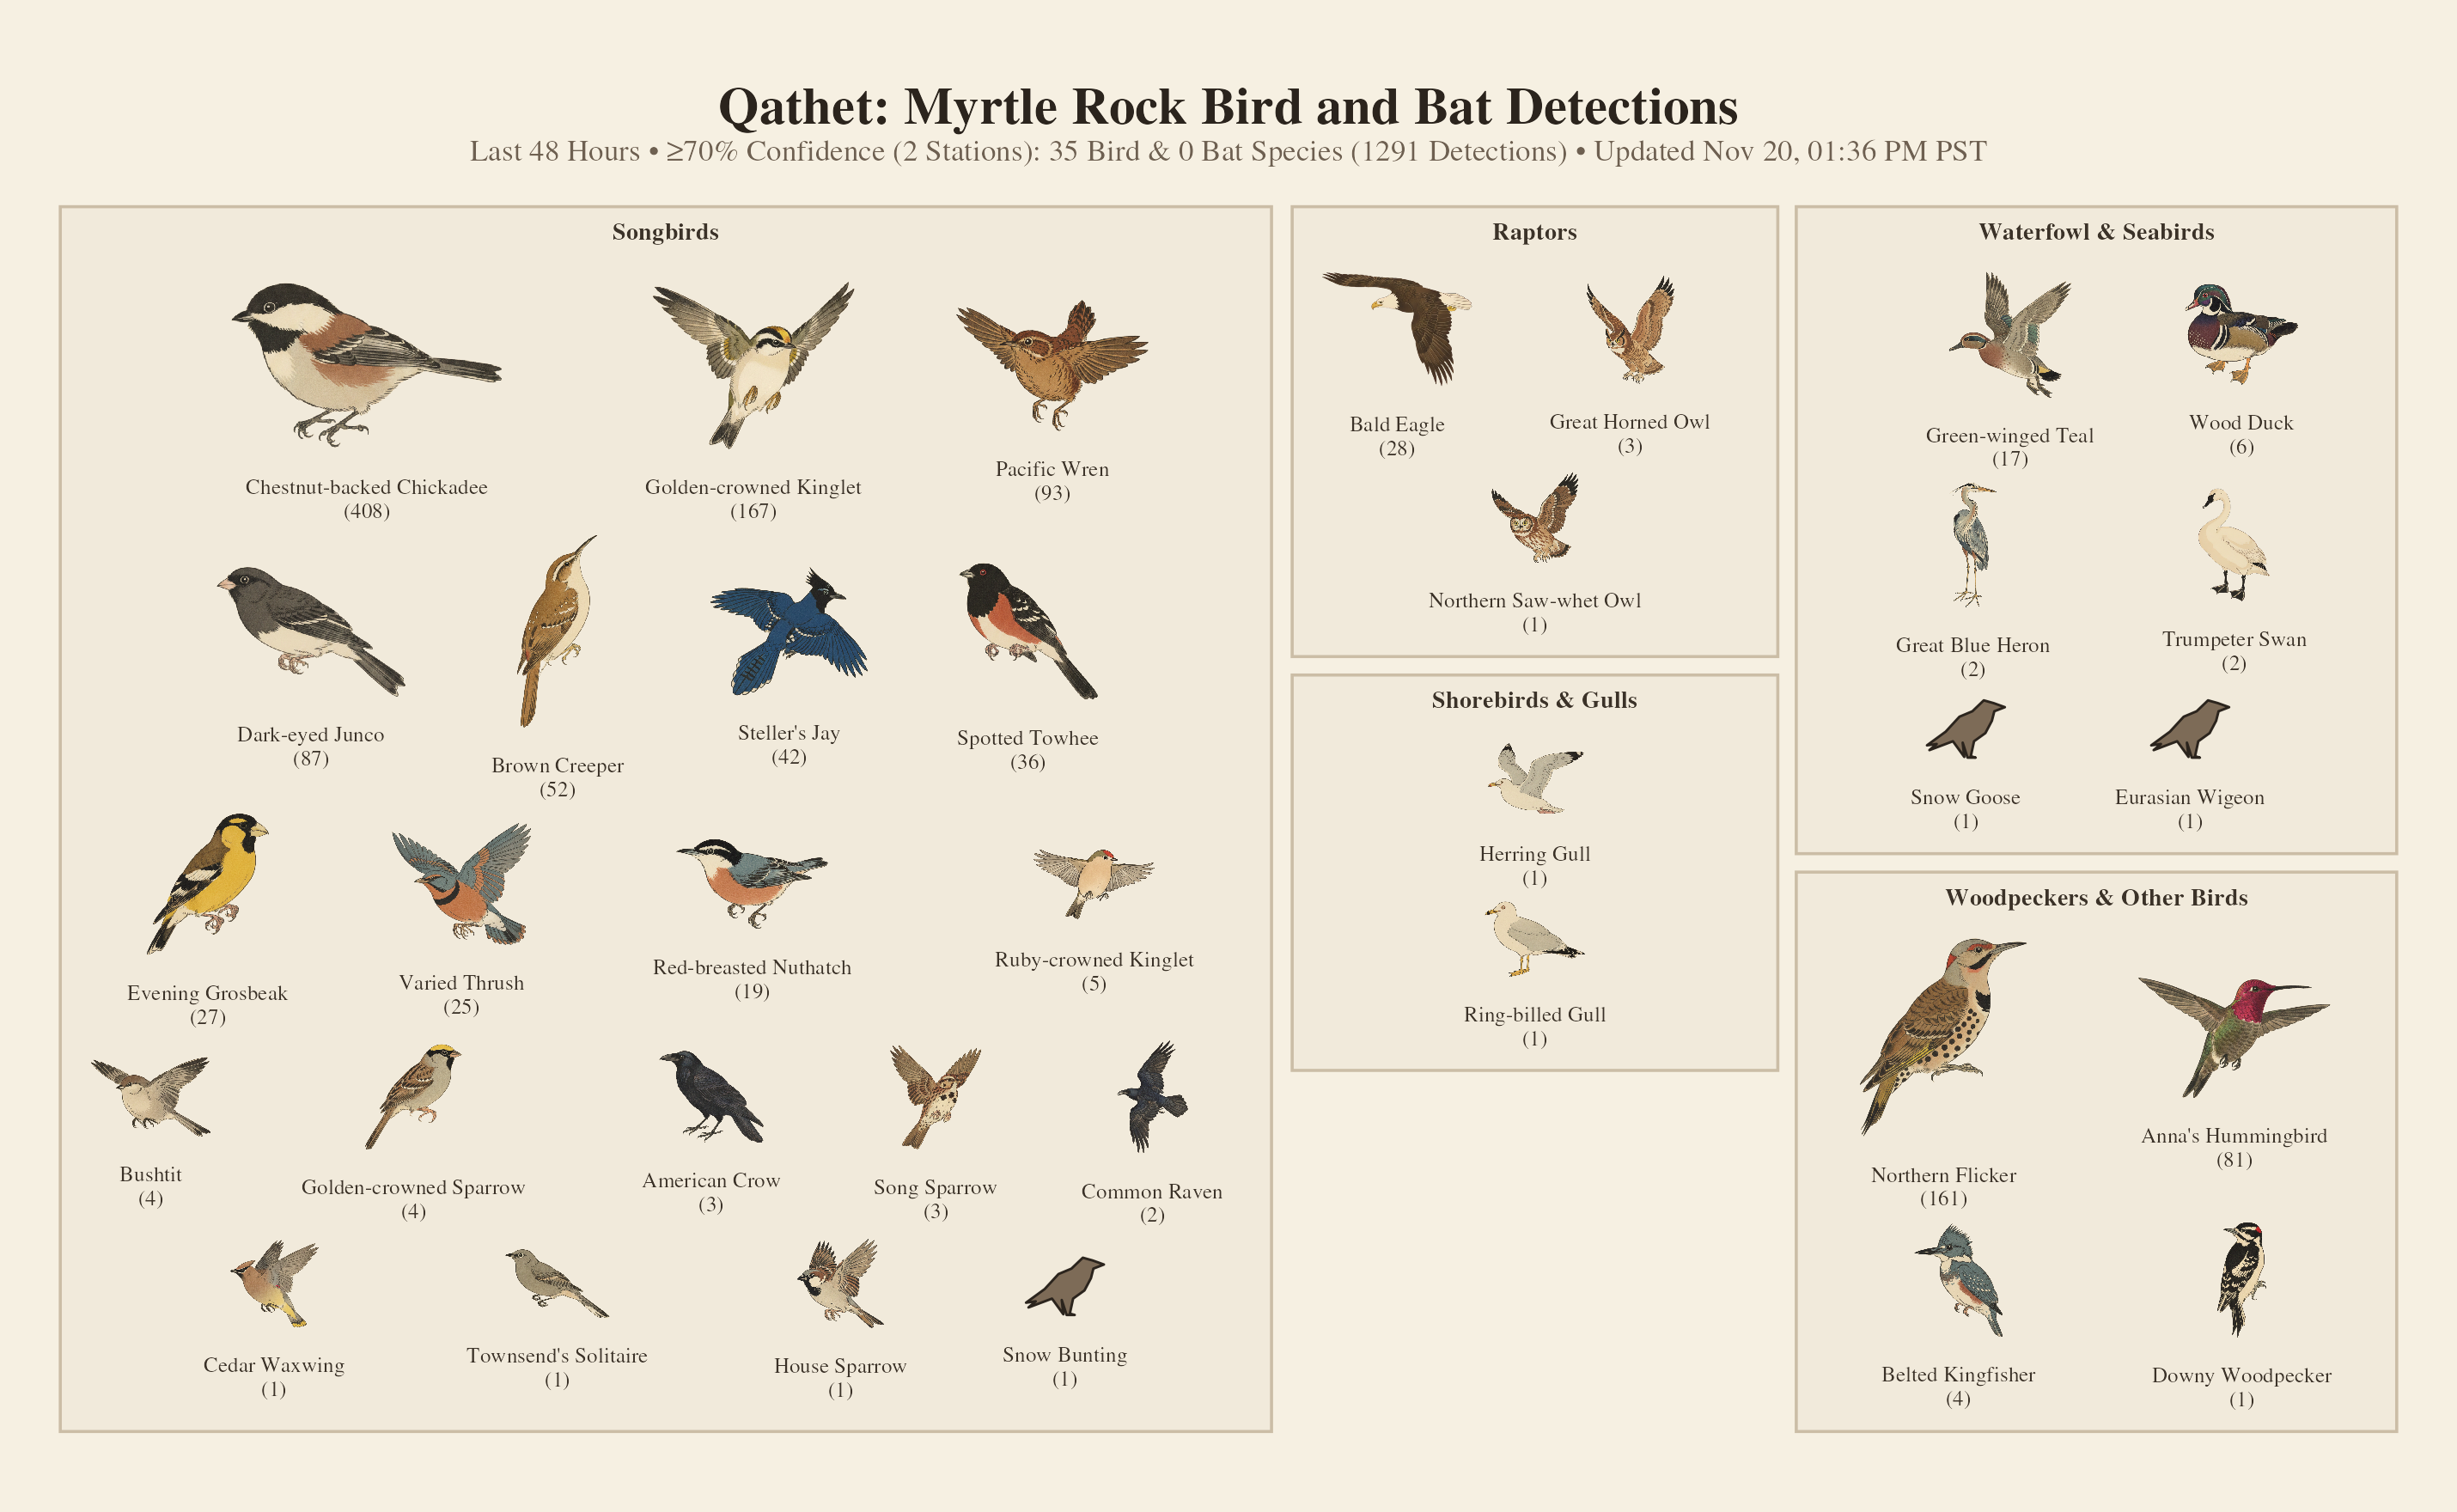 Qathet: Myrtle Rock Bird and Bat Detections
Last 48 Hours • ≥70% Confidence (2 Stations): 35 Bird & 0 Bat Species (1291 Detections) • Updated Nov 20, 01:36 PM PST
Songbirds
Chestnut-backed Chickadee
(408)
Golden-crowned Kinglet
(167)
Pacific Wren
(93)
Dark-eyed Junco
(87)
Brown Creeper
(52)
Steller's Jay
(42)
Spotted Towhee
(36)
Evening Grosbeak
(27)
Varied Thrush
(25)
Red-breasted Nuthatch
(19)
Ruby-crowned Kinglet
(5)
Bushtit
(4)
Golden-crowned Sparrow
(4)
American Crow
(3)
Song Sparrow
(3)
Common Raven
(2)
Cedar Waxwing
(1)
Townsend's Solitaire
(1)
House Sparrow
(1)
Snow Bunting
(1)
Raptors
Bald Eagle
(28)
Great Horned Owl
(3)
Northern Saw-whet Owl
(1)
Shorebirds & Gulls
Herring Gull
(1)
Ring-billed Gull
(1)
Waterfowl & Seabirds
Green-winged Teal
(17)
Wood Duck
(6)
Great Blue Heron
(2)
Trumpeter Swan
(2)
Snow Goose
(1)
Eurasian Wigeon
(1)
Woodpeckers & Other Birds
Northern Flicker
(161)
Anna's Hummingbird
(81)
Belted Kingfisher
(4)
Downy Woodpecker
(1)